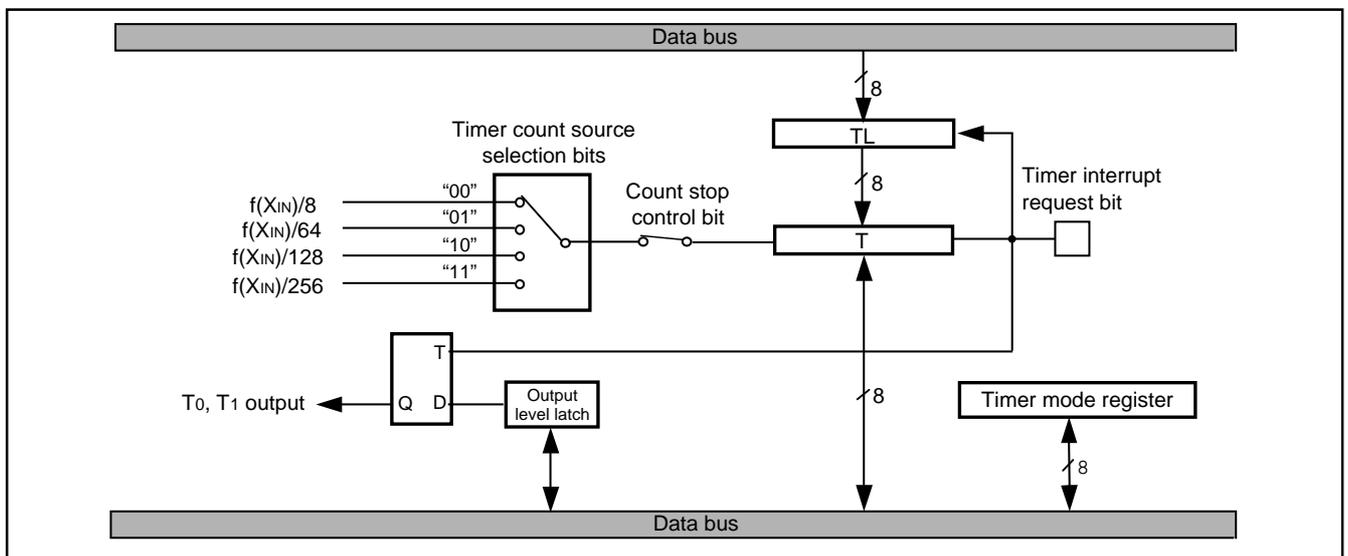 Data bus
8
TL
Timer count source
selection bits
8
Timer interrupt
request bit
Count stop
control bit
“00”
f(XIN)/8
“01”
f(XIN)/64
“10”
f(XIN)/128
“11”
f(XIN)/256
T
T
Output
level latch
T0, T1 output
Q
D
8
Timer mode register
8
Data bus